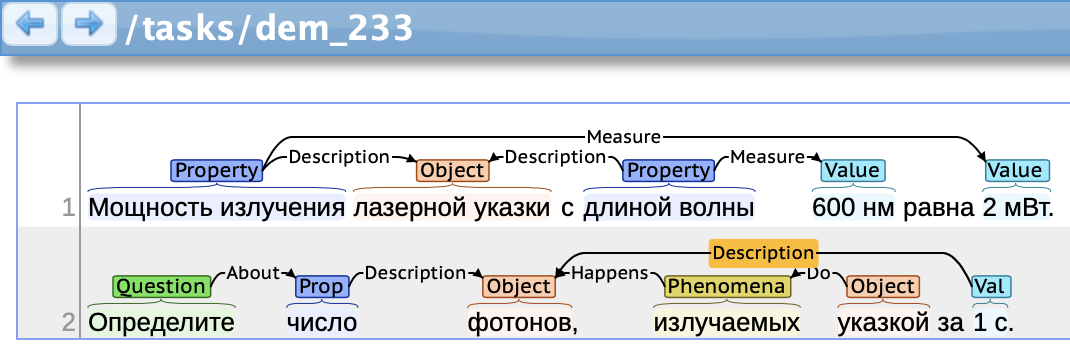 /tasks/dem_233
Measure
Description Description Measure
Property Object Property Value Value
1 Мощность излучения лазерной указки с длиной волны 600 нм равна 2 мВт.
Description
About Description Happens Do
Question Prop Object Phenomena Object Val
2 Определите число фотонов, излучаемых указкой за 1 с.